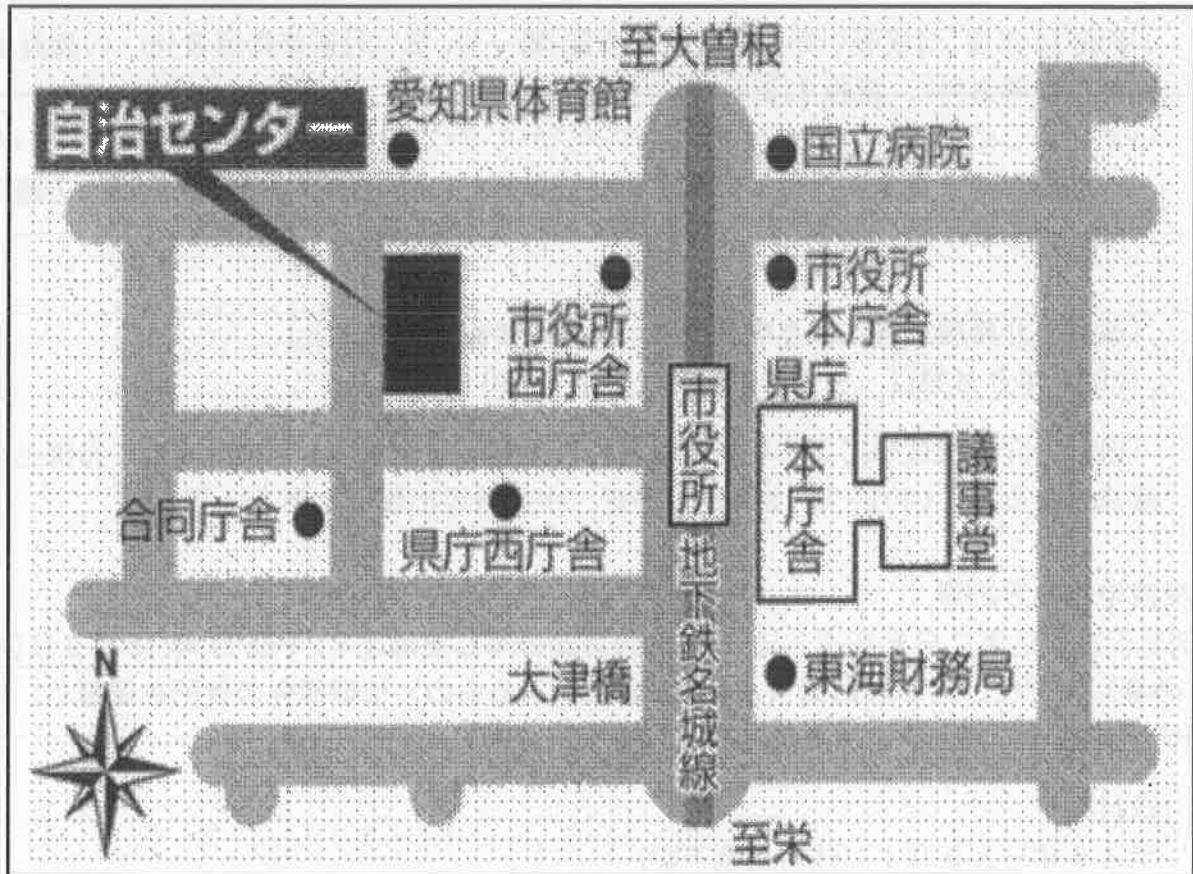 至大曽根
愛知県体育館
自治センター
国立病院
市役所
西庁舎
市役所
本庁舎
県庁
市役所
本庁舎
議事堂
合同庁舎
県庁西庁舎
地下鉄名城線
N
大津橋
東海財務局
至栄